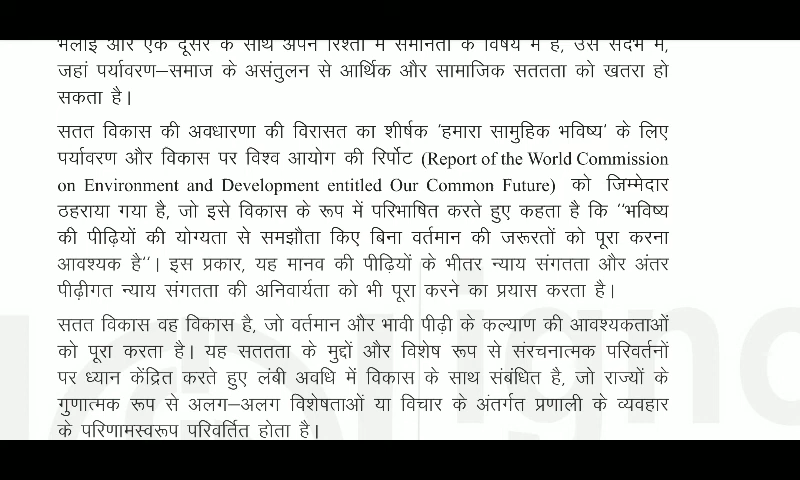 भलाई और एक दूसरे के साथ अपने रिश्तों में समानता के विषय में है, उस संदर्भ में,
जहां पर्यावरण–समाज के असंतुलन से आर्थिक और सामाजिक सततता को खतरा हो
सकता है।
सतत विकास की अवधारणा की विरासत का शीर्षक 'हमारा सामुहिक भविष्य' के लिए
पर्यावरण और विकास पर विश्व आयोग की रिर्पोट (Report of the World Commission
on Environment and Development entitled Our Common Future) को जिम्मेदार
ठहराया गया है, जो इसे विकास के रूप में परिभाषित करते हुए कहता है कि ''भविष्य
की पीढ़ियों की योग्यता से समझौता किए बिना वर्तमान की जरूरतों को पूरा करना
आवश्यक है''। इस प्रकार, यह मानव की पीढ़ियों के भीतर न्याय संगतता और अंतर
पीढ़ीगत न्याय संगतता की अनिवार्यता को भी पूरा करने का प्रयास करता है।
सतत विकास वह विकास है, जो वर्तमान और भावी पीढ़ी के कल्याण की आवश्यकताओं
को पूरा करता है। यह सततता के मुद्दों और विशेष रूप से संरचनात्मक परिवर्तनों
पर ध्यान केंद्रित करते हुए लंबी अवधि में विकास के साथ संबंधित है, जो राज्यों के
गुणात्मक रूप से अलग–अलग विशेषताओं या विचार के अंतर्गत प्रणाली के व्यवहार
के परिणामस्वरूप परिवर्तित होता है।